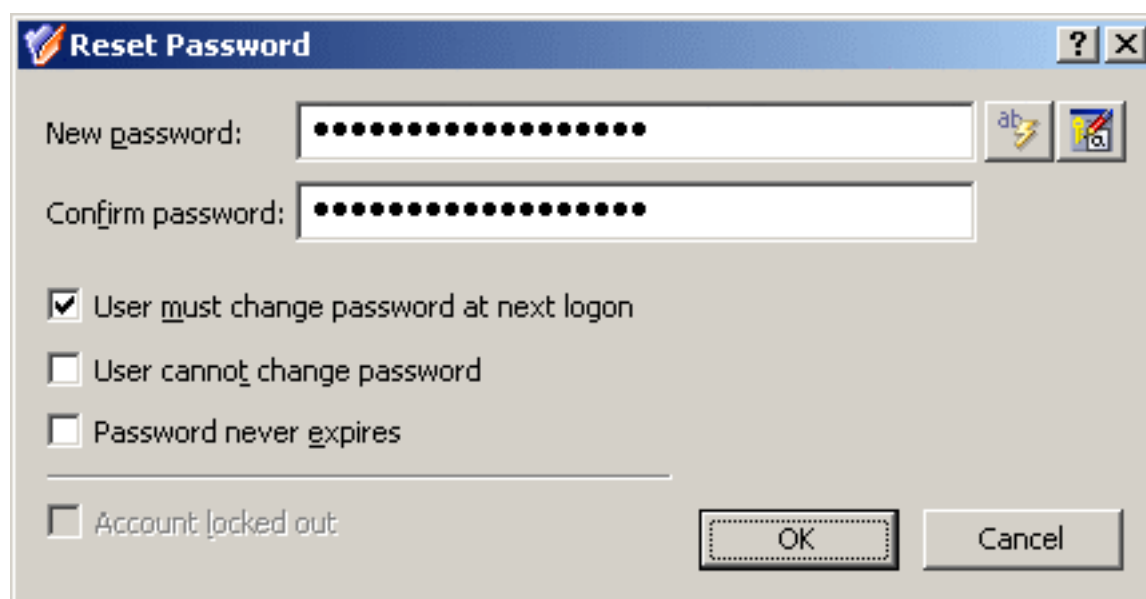 Reset Password
New password: ••••••••••••••••••
Confirm password: ••••••••••••••••••
User must change password at next logon
User cannot change password
Password never expires
Account locked out
OK Cancel